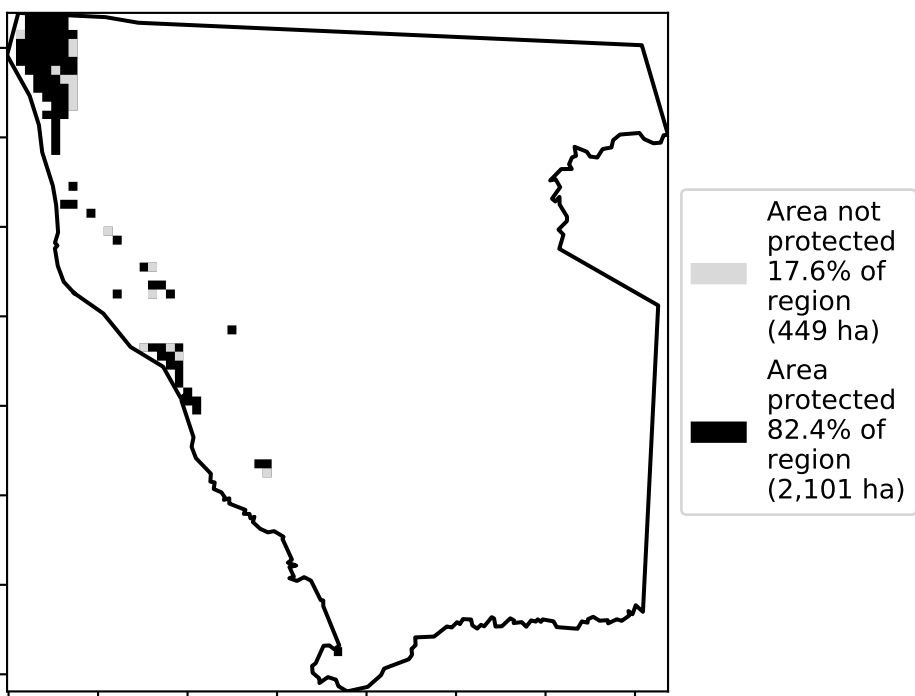 Area not
protected
17.6% of
region
(449 ha)
Area
protected
82.4% of
region
(2,101 ha)